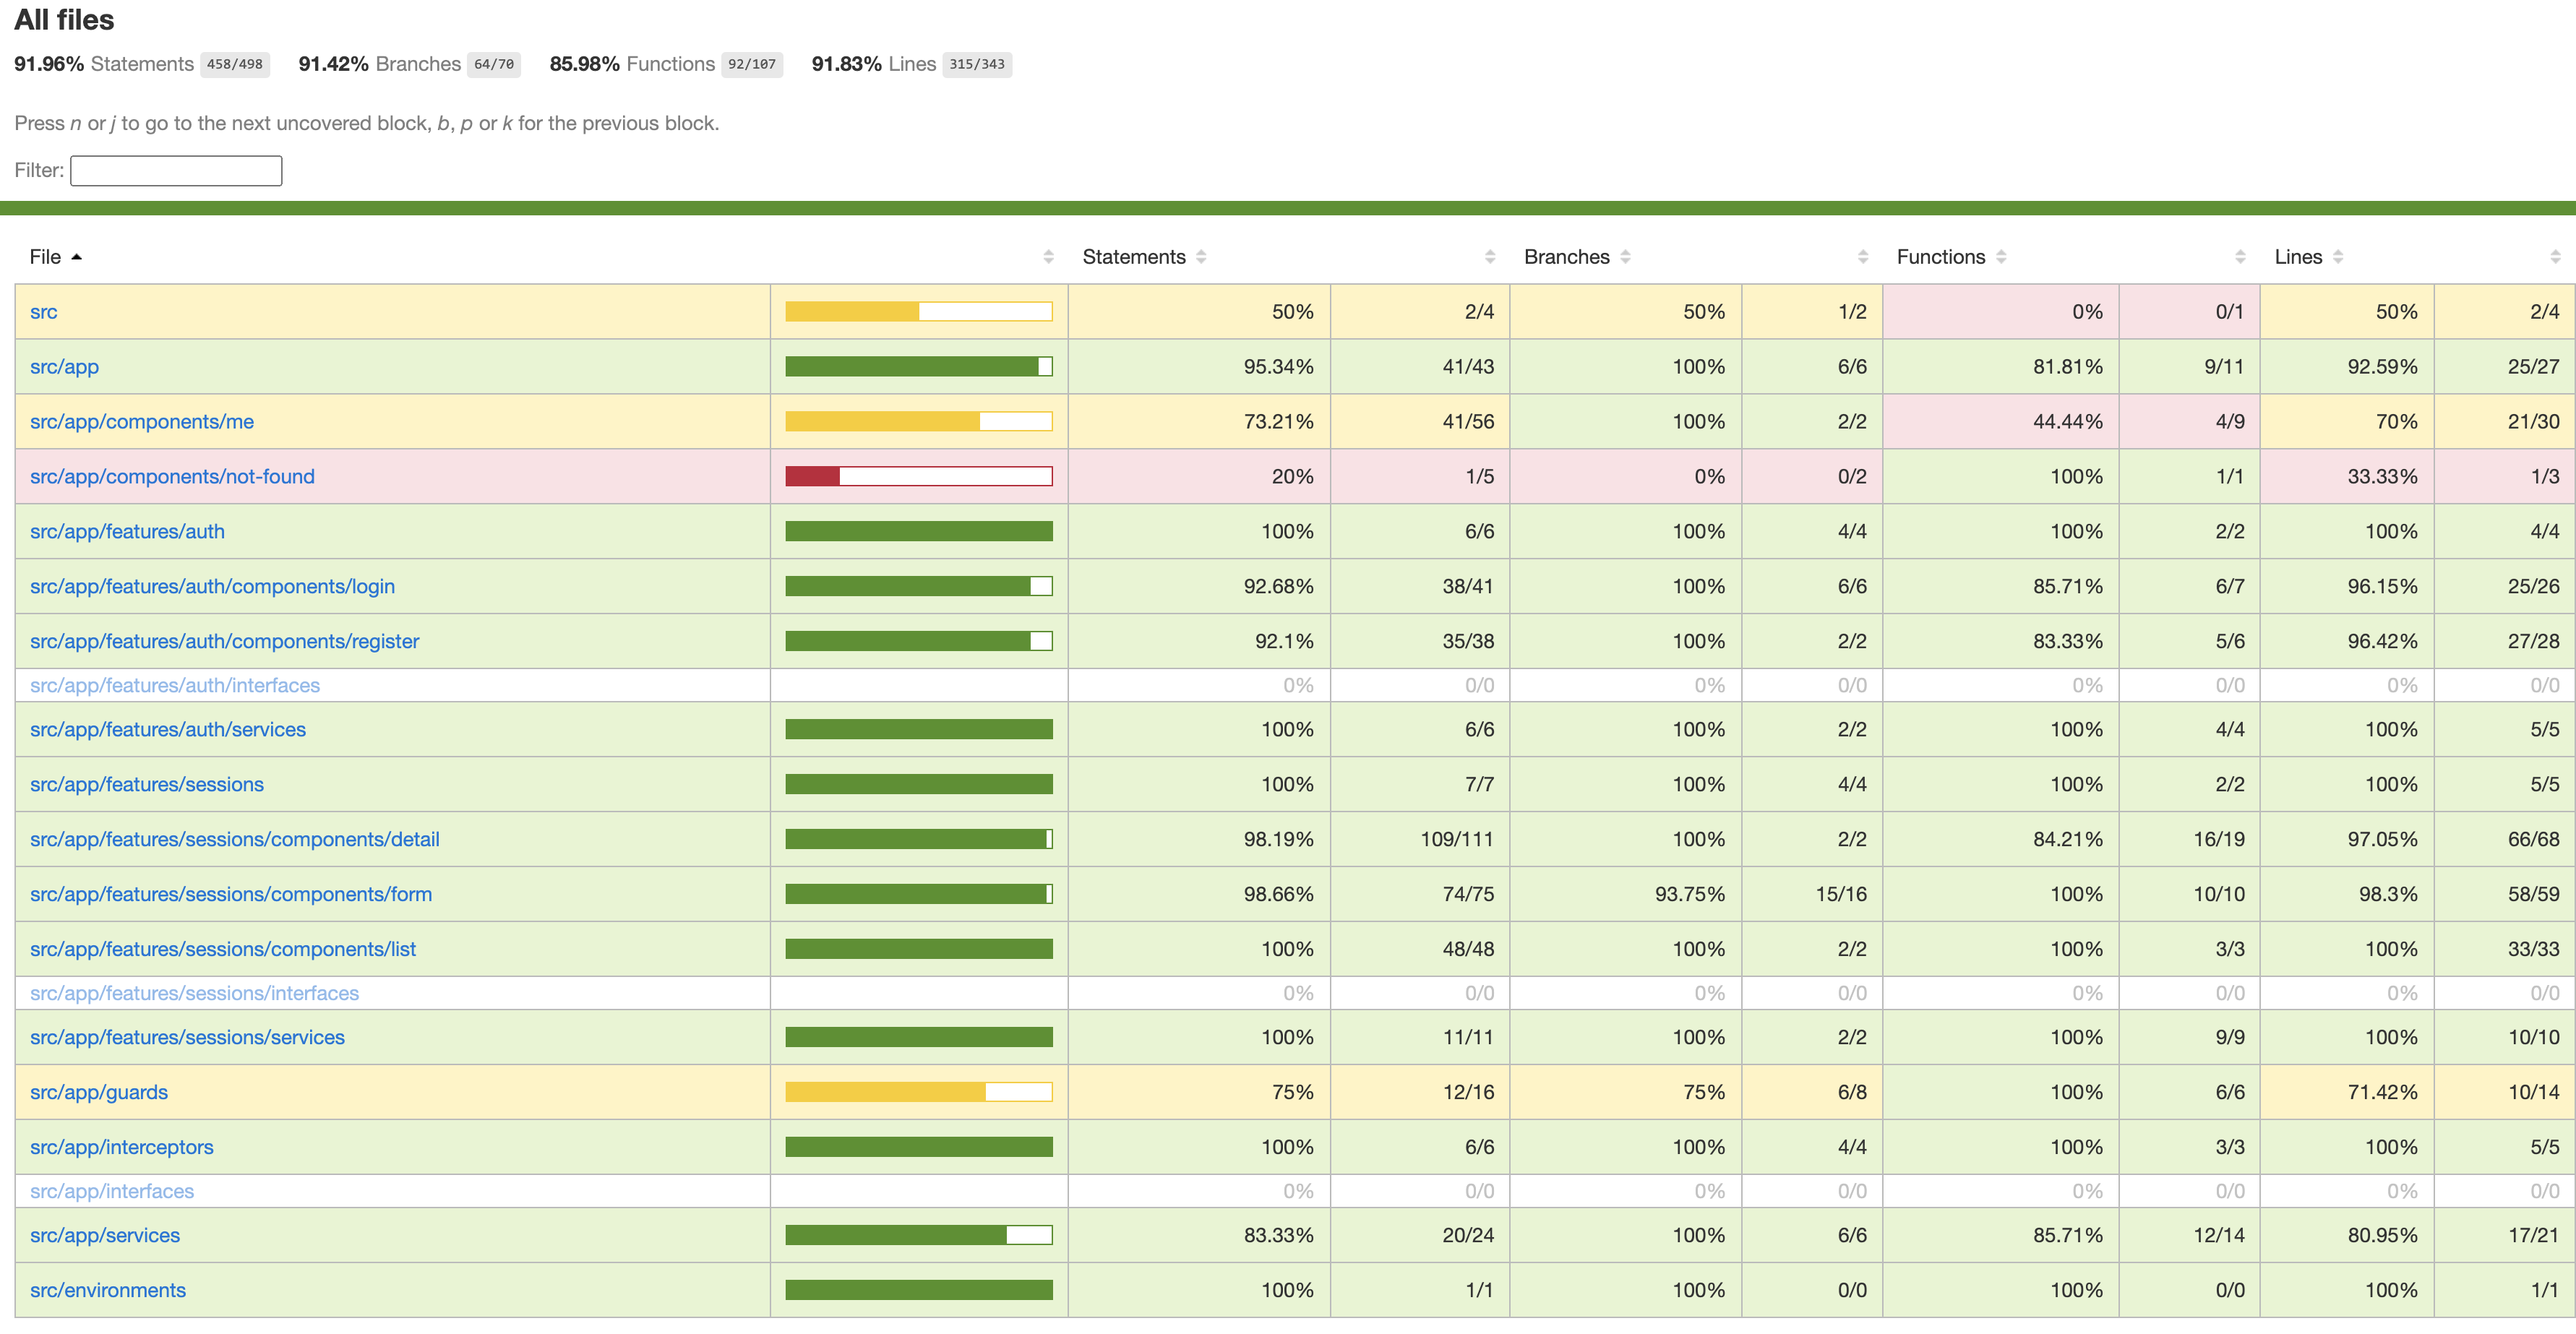 All files
91.96% Statements 458/498 91.42% Branches 64/70 85.98% Functions 92/107 91.83% Lines 315/343
Press n or j to go to the next uncovered block, b, p or k for the previous block.
Filter:
File Statements Branches Functions Lines
src 50% 2/4 50% 1/2 0% 0/1 50% 2/4
src/app 95.34% 41/43 100% 6/6 81.81% 9/11 92.59% 25/27
src/app/components/me 73.21% 41/56 100% 2/2 44.44% 4/9 70% 21/30
src/app/components/not-found 20% 1/5 0% 0/2 100% 1/1 33.33% 1/3
src/app/features/auth 100% 6/6 100% 4/4 100% 2/2 100% 4/4
src/app/features/auth/components/login 92.68% 38/41 100% 6/6 85.71% 6/7 96.15% 25/26
src/app/features/auth/components/register 92.1% 35/38 100% 2/2 83.33% 5/6 96.42% 27/28
src/app/features/auth/interfaces 0% 0/0 0% 0/0 0% 0/0 0% 0/0
src/app/features/auth/services 100% 6/6 100% 2/2 100% 4/4 100% 5/5
src/app/features/sessions 100% 7/7 100% 4/4 100% 2/2 100% 5/5
src/app/features/sessions/components/detail 98.19% 109/111 100% 2/2 84.21% 16/19 97.05% 66/68
src/app/features/sessions/components/form 98.66% 74/75 93.75% 15/16 100% 10/10 98.3% 58/59
src/app/features/sessions/components/list 100% 48/48 100% 2/2 100% 3/3 100% 33/33
src/app/features/sessions/interfaces 0% 0/0 0% 0/0 0% 0/0 0% 0/0
src/app/features/sessions/services 100% 11/11 100% 2/2 100% 9/9 100% 10/10
src/app/guards 75% 12/16 75% 6/8 100% 6/6 71.42% 10/14
src/app/interceptors 100% 6/6 100% 4/4 100% 3/3 100% 5/5
src/app/interfaces 0% 0/0 0% 0/0 0% 0/0 0% 0/0
src/app/services 83.33% 20/24 100% 6/6 85.71% 12/14 80.95% 17/21
src/environments 100% 1/1 100% 0/0 100% 0/0 100% 1/1